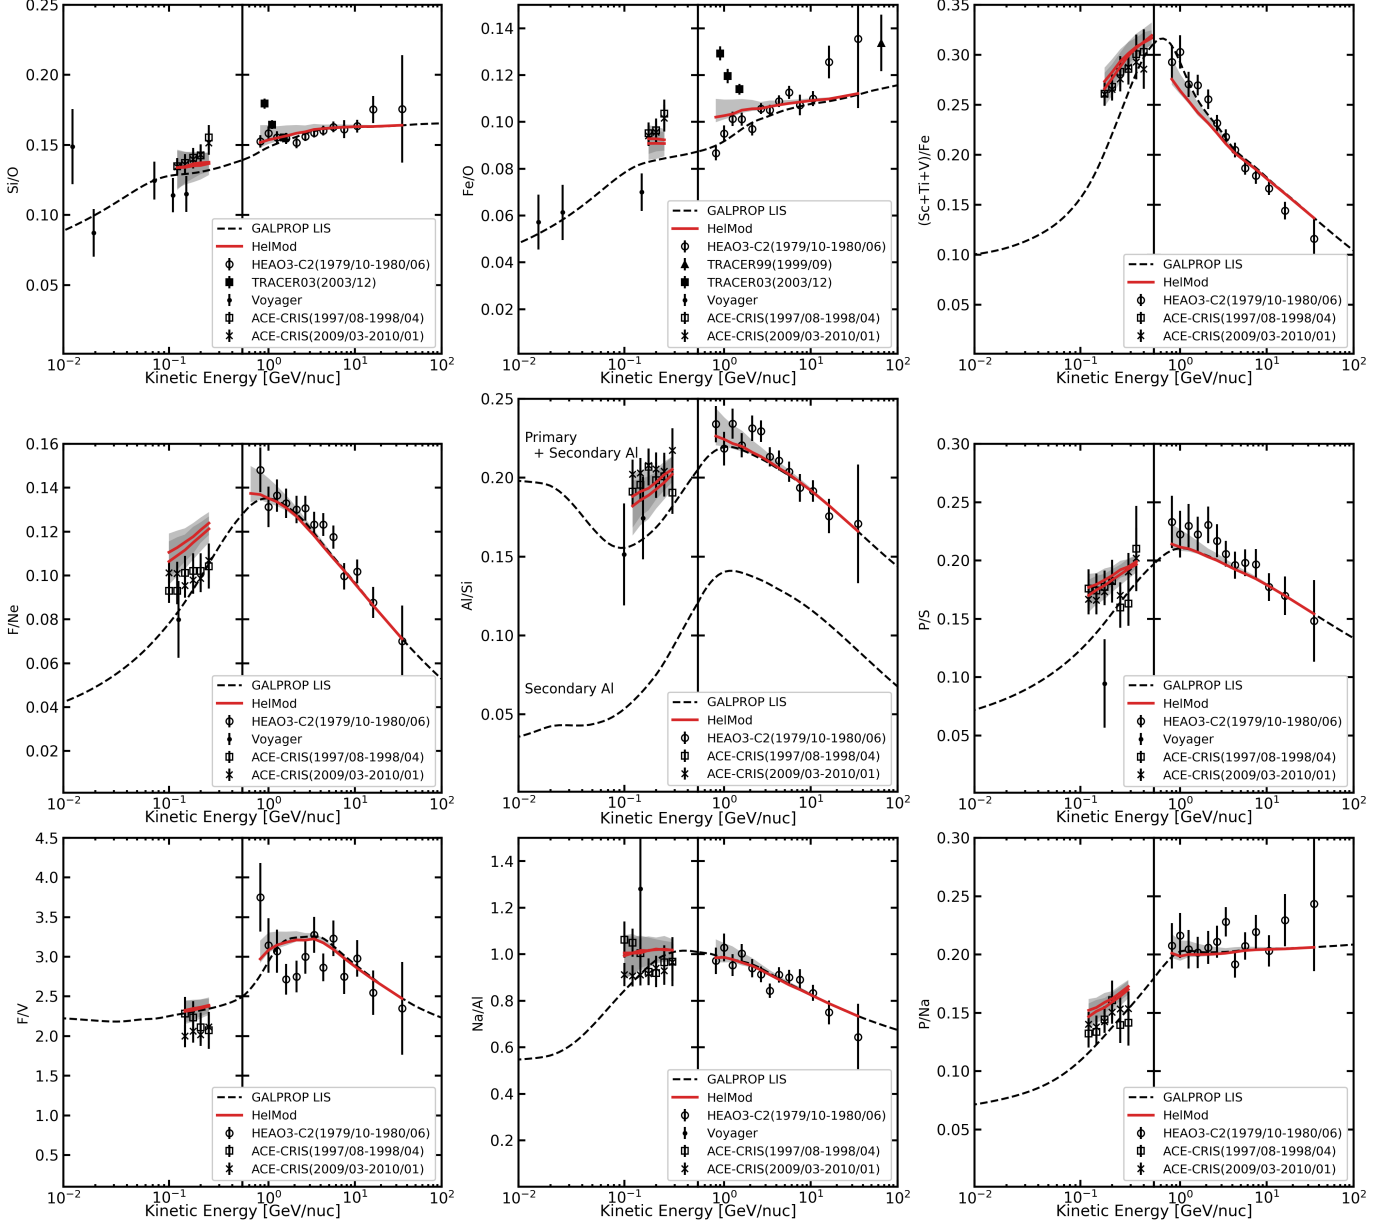 0.25
0.20
0.15
0.10
0.05
Si/O
GALPROP LIS
HelMod
HEAO3-C2(1979/10-1980/06)
TRACER03(2003/12)
Voyager
ACE-CRIS(1997/08-1998/04)
ACE-CRIS(2009/03-2010/01)
10⁻² 10⁻¹ 10⁰ 10¹ 10²
Kinetic Energy [GeV/nuc]
0.14
0.12
0.10
0.08
0.06
0.04
0.02
Fe/O
GALPROP LIS
HelMod
HEAO3-C2(1979/10-1980/06)
TRACER99(1999/09)
TRACER03(2003/12)
Voyager
ACE-CRIS(1997/08-1998/04)
ACE-CRIS(2009/03-2010/01)
10⁻² 10⁻¹ 10⁰ 10¹ 10²
Kinetic Energy [GeV/nuc]
0.35
0.30
0.25
0.20
0.15
0.10
0.05
(Sc+Ti+V)/Fe
GALPROP LIS
HelMod
HEAO3-C2(1979/10-1980/06)
ACE-CRIS(1997/08-1998/04)
ACE-CRIS(2009/03-2010/01)
10⁻² 10⁻¹ 10⁰ 10¹ 10²
Kinetic Energy [GeV/nuc]
0.16
0.14
0.12
0.10
0.08
0.06
0.04
0.02
F/Ne
GALPROP LIS
HelMod
HEAO3-C2(1979/10-1980/06)
Voyager
ACE-CRIS(1997/08-1998/04)
ACE-CRIS(2009/03-2010/01)
10⁻² 10⁻¹ 10⁰ 10¹ 10²
Kinetic Energy [GeV/nuc]
0.25
0.20
0.15
0.10
0.05
Al/Si
Primary
+ Secondary Al
Secondary Al
GALPROP LIS
HelMod
HEAO3-C2(1979/10-1980/06)
ACE-CRIS(1997/08-1998/04)
ACE-CRIS(2009/03-2010/01)
10⁻² 10⁻¹ 10⁰ 10¹ 10²
Kinetic Energy [GeV/nuc]
0.30
0.25
0.20
0.15
0.10
0.05
P/S
GALPROP LIS
HelMod
HEAO3-C2(1979/10-1980/06)
Voyager
ACE-CRIS(1997/08-1998/04)
ACE-CRIS(2009/03-2010/01)
10⁻² 10⁻¹ 10⁰ 10¹ 10²
Kinetic Energy [GeV/nuc]
4.5
4.0
3.5
3.0
2.5
2.0
1.5
1.0
0.5
F/V
GALPROP LIS
HelMod
HEAO3-C2(1979/10-1980/06)
ACE-CRIS(1997/08-1998/04)
ACE-CRIS(2009/03-2010/01)
10⁻² 10⁻¹ 10⁰ 10¹ 10²
Kinetic Energy [GeV/nuc]
1.4
1.2
1.0
0.8
0.6
0.4
0.2
Na/Al
GALPROP LIS
HelMod
HEAO3-C2(1979/10-1980/06)
Voyager
ACE-CRIS(1997/08-1998/04)
ACE-CRIS(2009/03-2010/01)
10⁻² 10⁻¹ 10⁰ 10¹ 10²
Kinetic Energy [GeV/nuc]
0.30
0.25
0.20
0.15
0.10
0.05
P/Na
GALPROP LIS
HelMod
HEAO3-C2(1979/10-1980/06)
ACE-CRIS(1997/08-1998/04)
ACE-CRIS(2009/03-2010/01)
10⁻² 10⁻¹ 10⁰ 10¹ 10²
Kinetic Energy [GeV/nuc]